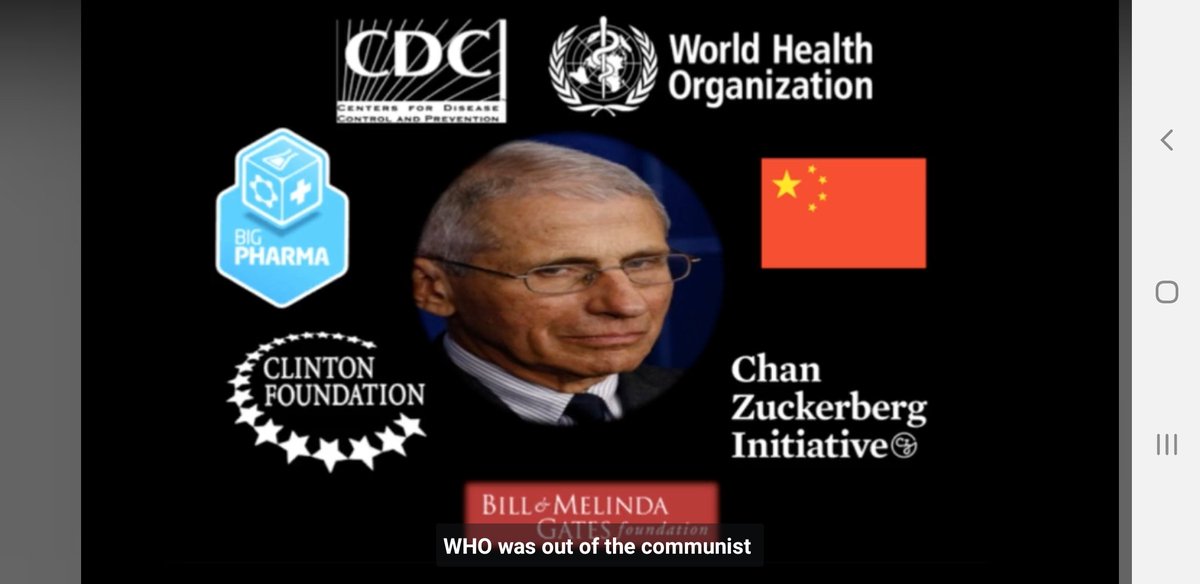 CDC
CENTERS FOR DISEASE
CONTROL AND PREVENTION
World Health
Organization
BIG
PHARMA
CLINTON
FOUNDATION
Chan
Zuckerberg
Initiative
CZI
BILL & MELINDA
GATES foundation
WHO was out of the communist